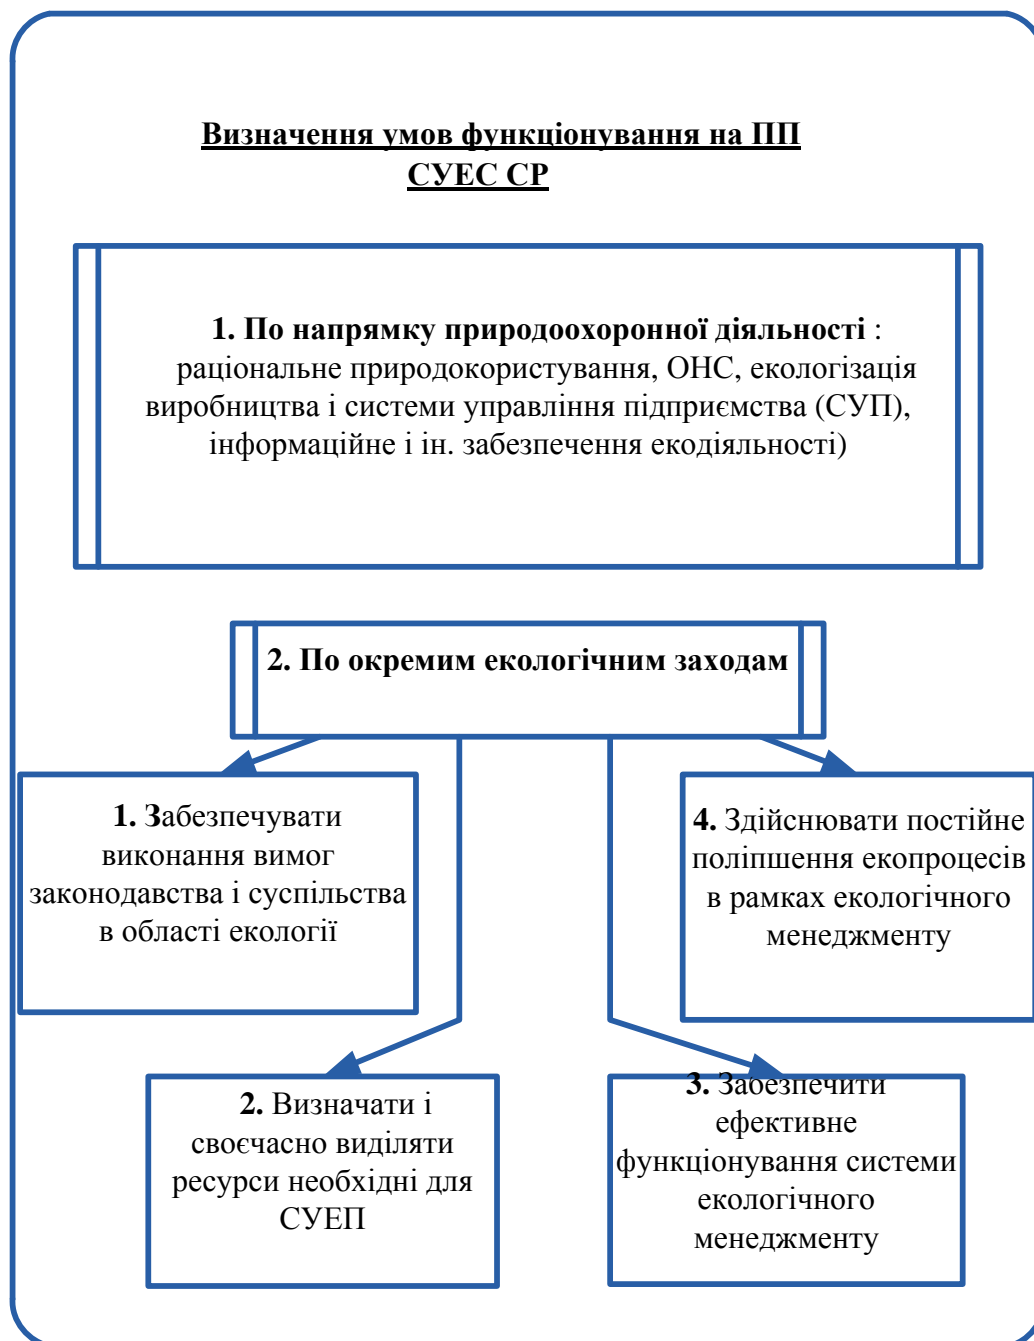 Визначення умов функціонування на ПП
СУЕС СР
1. По напрямку природоохоронної діяльності :
раціональне природокористування, ОНС, екологізація
виробництва і системи управління підприємства (СУП),
інформаційне і ін. забезпечення екодіяльності)
2. По окремим екологічним заходам
1. Забезпечувати
виконання вимог
законодавства і суспільства
в області екології
4. Здійснювати постійне
поліпшення екопроцесів
в рамках екологічного
менеджменту
2. Визначати і
своєчасно виділяти
ресурси необхідні для
СУЕП
3. Забезпечити
ефективне
функціонування системи
екологічного
менеджменту